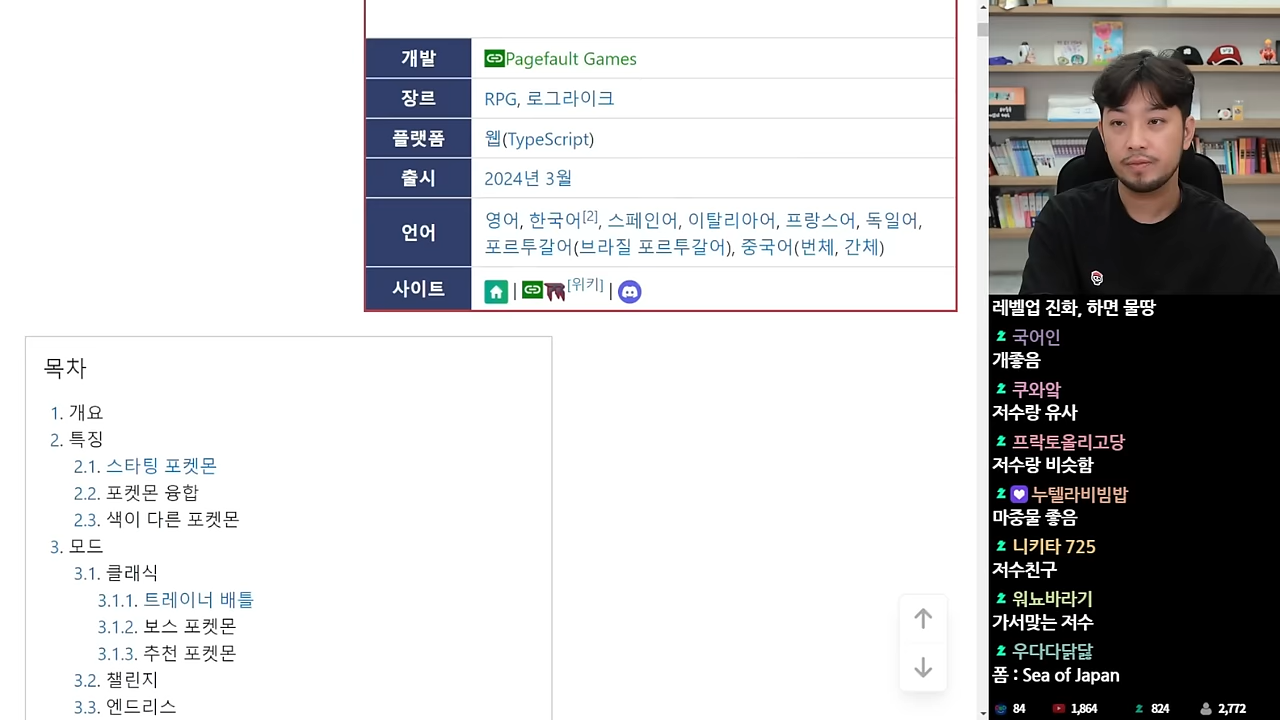 개발
Pagefault Games
장르
RPG, 로그라이크
플랫폼
웹(TypeScript)
출시
2024년 3월
언어
영어, 한국어[2], 스페인어, 이탈리아어, 프랑스어, 독일어,
포르투갈어(브라질 포르투갈어), 중국어(번체, 간체)
사이트
| [위키] |
목차
1. 개요
2. 특징
2.1. 스타팅 포켓몬
2.2. 포켓몬 융합
2.3. 색이 다른 포켓몬
3. 모드
3.1. 클래식
3.1.1. 트레이너 배틀
3.1.2. 보스 포켓몬
3.1.3. 추천 포켓몬
3.2. 챌린지
3.3. 엔드리스
레벨업 진화, 하면 물땅
국어인
개좋음
쿠와앜
저수랑 유사
프락토올리고당
저수랑 비슷함
누텔라비빔밥
마중물 좋음
니키타 725
저수친구
워뇨바라기
가서맞는 저수
우다다닭닳
폼 : Sea of Japan
84 1,864 824 2,772